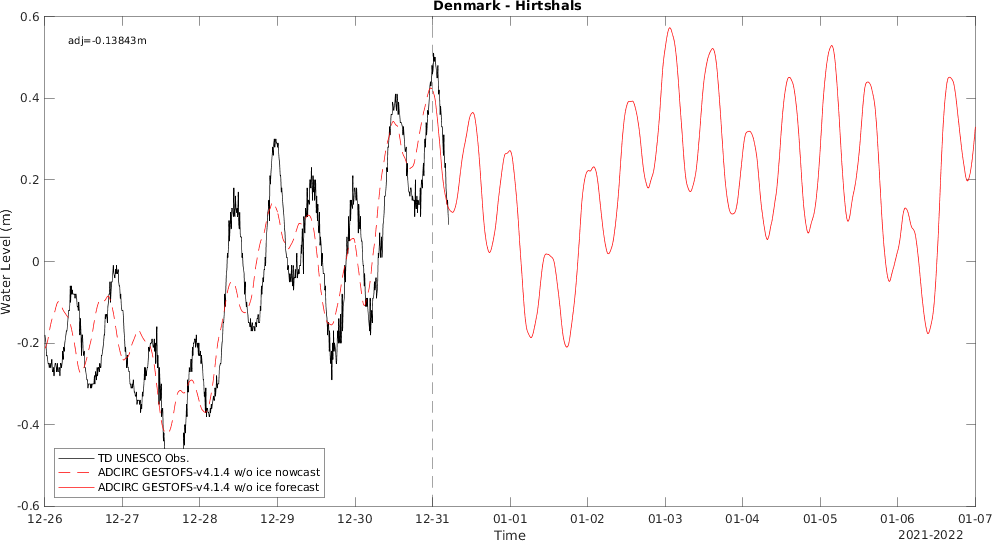 Denmark - Hirtshals
adj=-0.13843m
Water Level (m)
0.6
0.4
0.2
0
-0.2
-0.4
-0.6
TD UNESCO Obs.
ADCIRC GESTOFS-v4.1.4 w/o ice nowcast
ADCIRC GESTOFS-v4.1.4 w/o ice forecast
12-26 12-27 12-28 12-29 12-30 12-31 01-01 01-02 01-03 01-04 01-05 01-06 01-07
Time
2021-2022